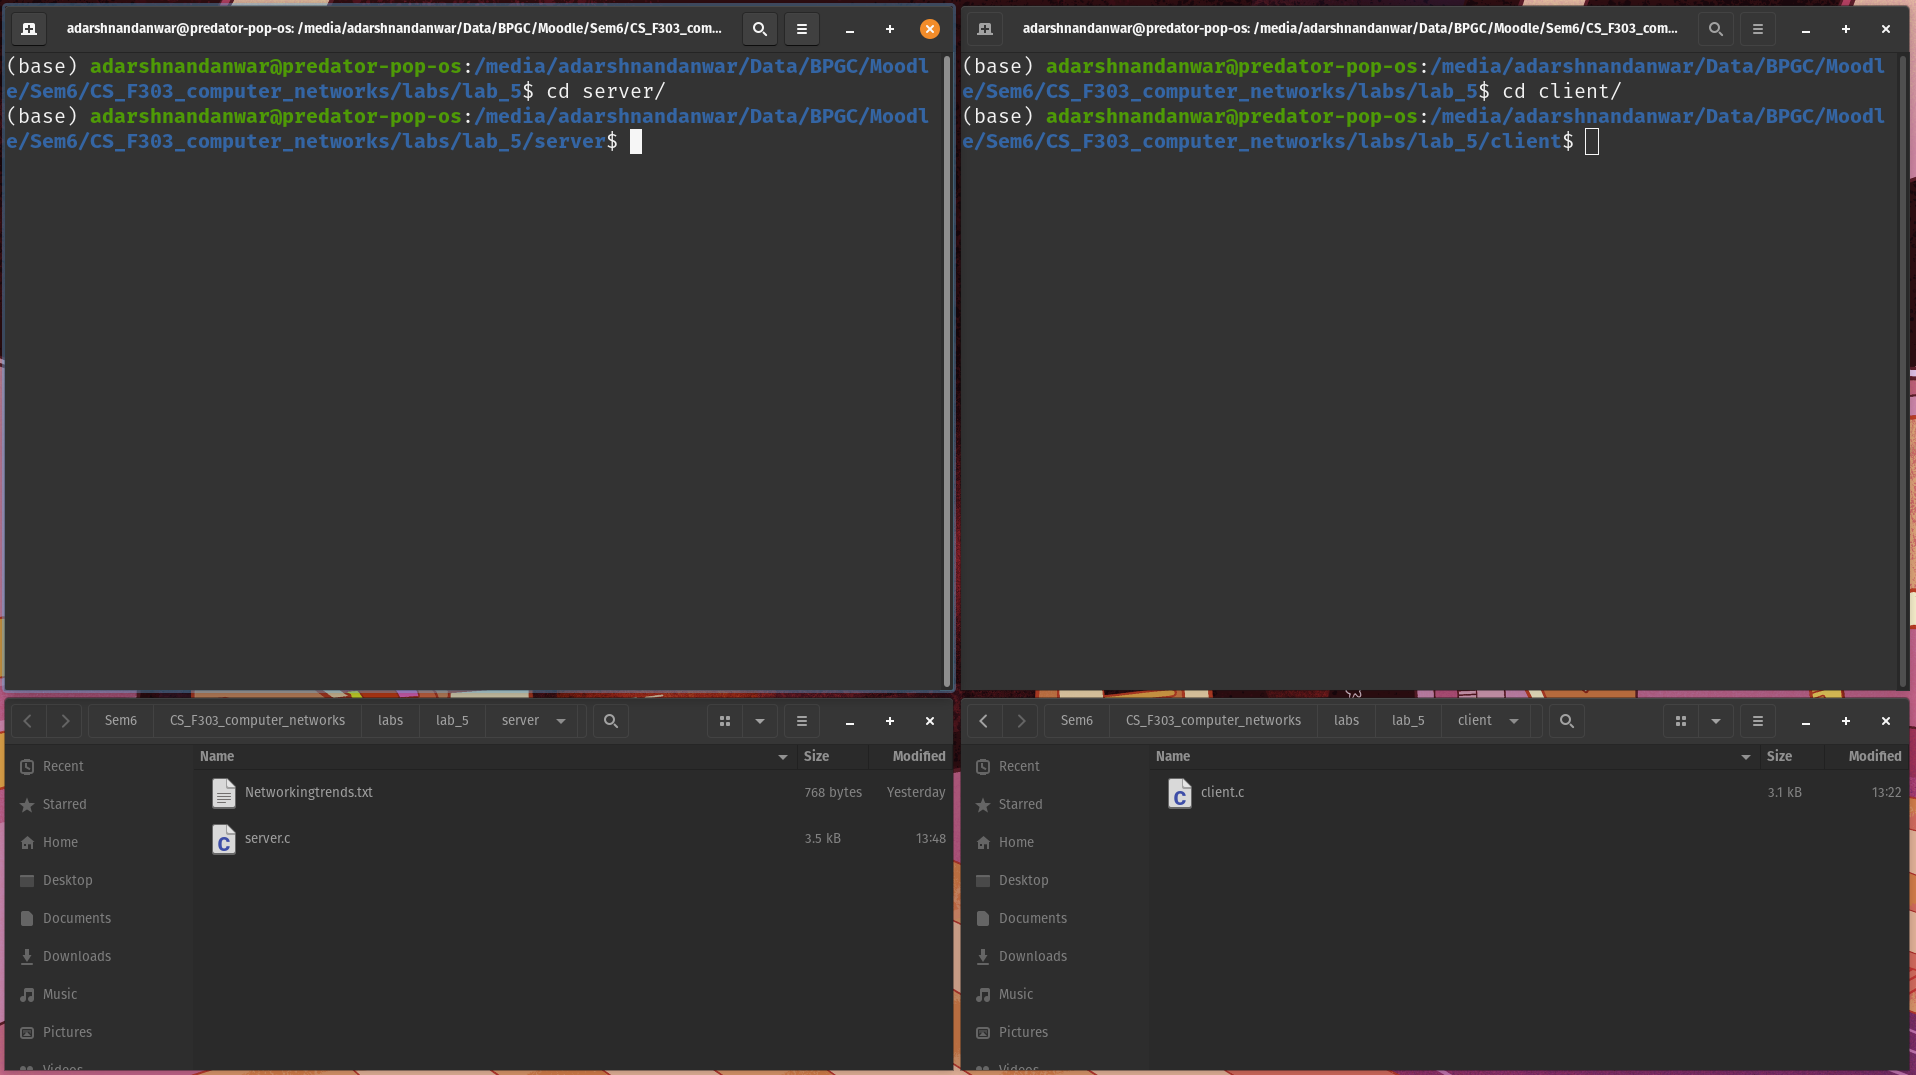 adarshnandanwar@predator-pop-os: /media/adarshnandanwar/Data/BPGC/Moodle/Sem6/CS_F303_com...
(base) adarshnandanwar@predator-pop-os:/media/adarshnandanwar/Data/BPGC/Moodl
e/Sem6/CS_F303_computer_networks/labs/lab_5$ cd server/
(base) adarshnandanwar@predator-pop-os:/media/adarshnandanwar/Data/BPGC/Moodl
e/Sem6/CS_F303_computer_networks/labs/lab_5/server$
adarshnandanwar@predator-pop-os: /media/adarshnandanwar/Data/BPGC/Moodle/Sem6/CS_F303_com...
(base) adarshnandanwar@predator-pop-os:/media/adarshnandanwar/Data/BPGC/Moodl
e/Sem6/CS_F303_computer_networks/labs/lab_5$ cd client/
(base) adarshnandanwar@predator-pop-os:/media/adarshnandanwar/Data/BPGC/Moodl
e/Sem6/CS_F303_computer_networks/labs/lab_5/client$
Sem6 CS_F303_computer_networks labs lab_5 server
Recent
Starred
Home
Desktop
Documents
Downloads
Music
Pictures
Videos
Name Size Modified
Networkingtrends.txt 768 bytes Yesterday
server.c 3.5 kB 13:48
Sem6 CS_F303_computer_networks labs lab_5 client
Recent
Starred
Home
Desktop
Documents
Downloads
Music
Pictures
Videos
Name Size Modified
client.c 3.1 kB 13:22